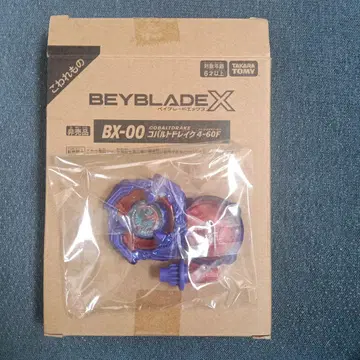 こわれもの
対象年齢
6才以上
TAKARA
TOMY
BEYBLADE X
ベイブレードエックス
非売品
BX-00
COBALTDRAKE
コバルトドレイク 4-60F